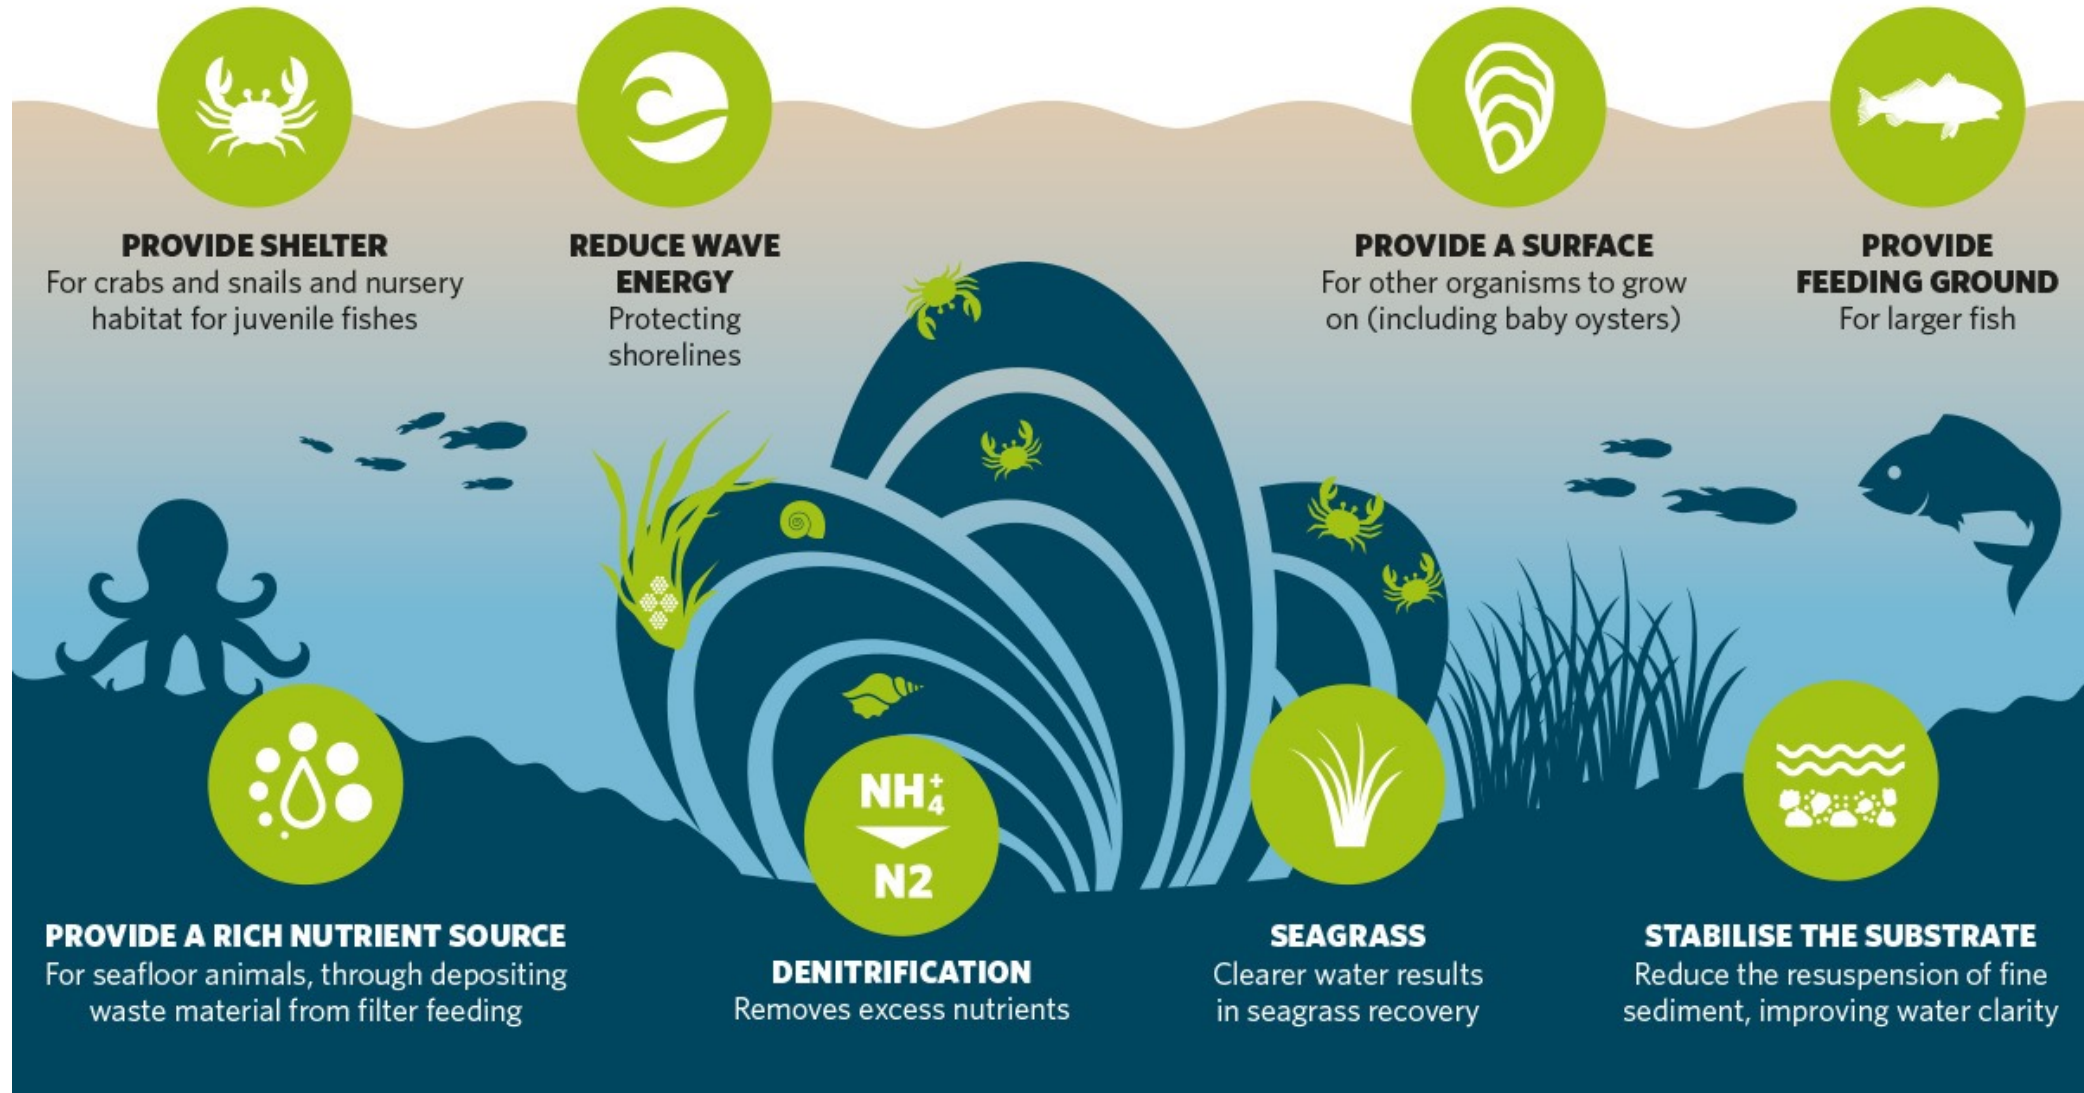 PROVIDE SHELTER
For crabs and snails and nursery
habitat for juvenile fishes
REDUCE WAVE
ENERGY
Protecting
shorelines
PROVIDE A SURFACE
For other organisms to grow
on (including baby oysters)
PROVIDE
FEEDING GROUND
For larger fish
PROVIDE A RICH NUTRIENT SOURCE
For seafloor animals, through depositing
waste material from filter feeding
NH₄⁺
N2
DENITRIFICATION
Removes excess nutrients
SEAGRASS
Clearer water results
in seagrass recovery
STABILISE THE SUBSTRATE
Reduce the resuspension of fine
sediment, improving water clarity